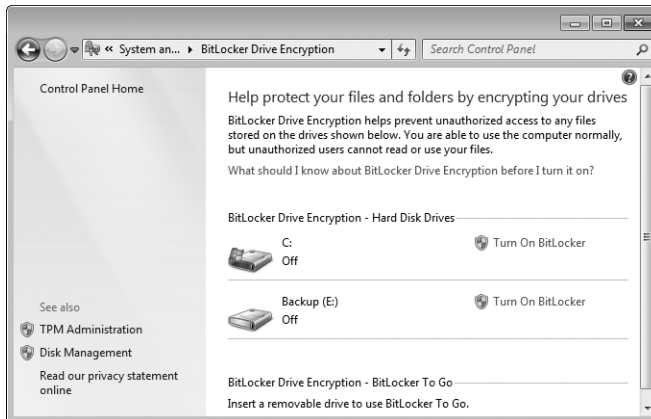 « System an... ▸ BitLocker Drive Encryption
Search Control Panel
Control Panel Home
Help protect your files and folders by encrypting your drives
BitLocker Drive Encryption helps prevent unauthorized access to any files
stored on the drives shown below. You are able to use the computer normally,
but unauthorized users cannot read or use your files.
What should I know about BitLocker Drive Encryption before I turn it on?
BitLocker Drive Encryption - Hard Disk Drives
C:
Turn On BitLocker
Off
Backup (E:)
Turn On BitLocker
Off
See also
TPM Administration
Disk Management
Read our privacy statement
online
BitLocker Drive Encryption - BitLocker To Go
Insert a removable drive to use BitLocker To Go.